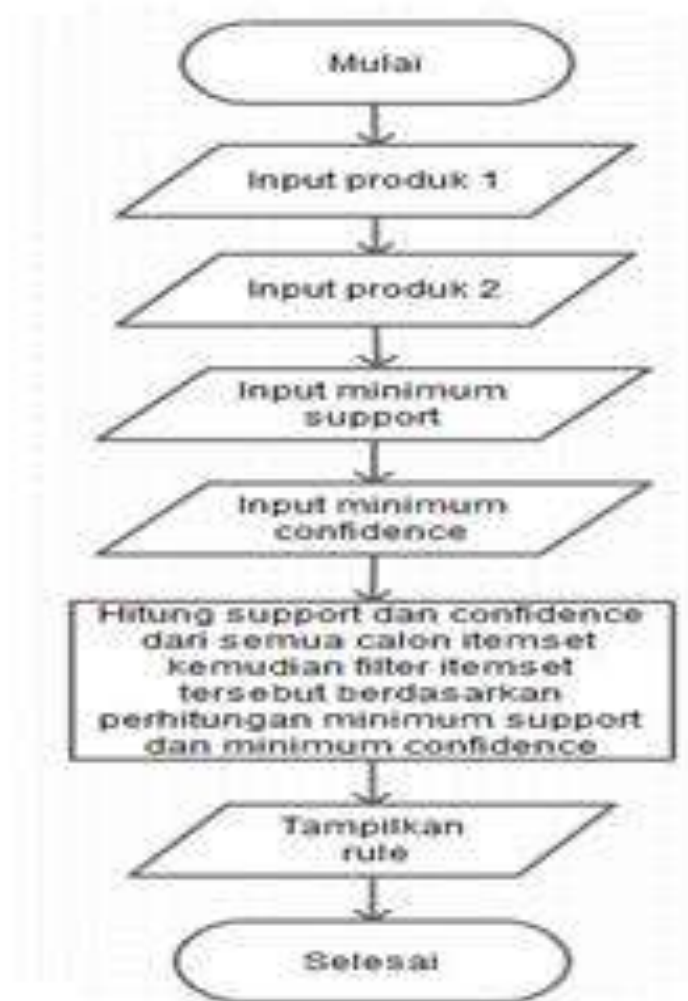 Mulai
Input produk 1
Input produk 2
Input minimum
support
Input minimum
confidence
Hitung support dan confidence
dari semua calon itemset
kemudian filter itemset
tersebut berdasarkan
perhitungan minimum support
dan minimum confidence
Tampilkan
rule
Selesai